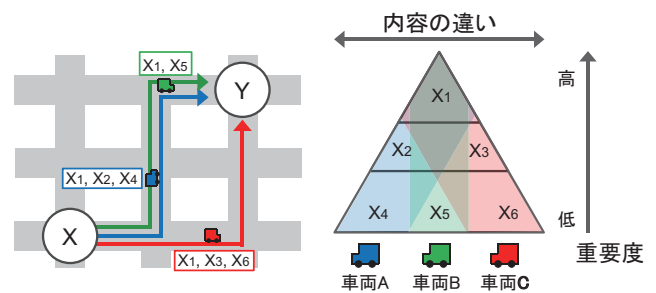 X1, X5
Y
X1, X2, X4
X
X1, X3, X6
内容の違い
X1
X2
X3
X4
X5
X6
高
低
重要度
車両A
車両B
車両C